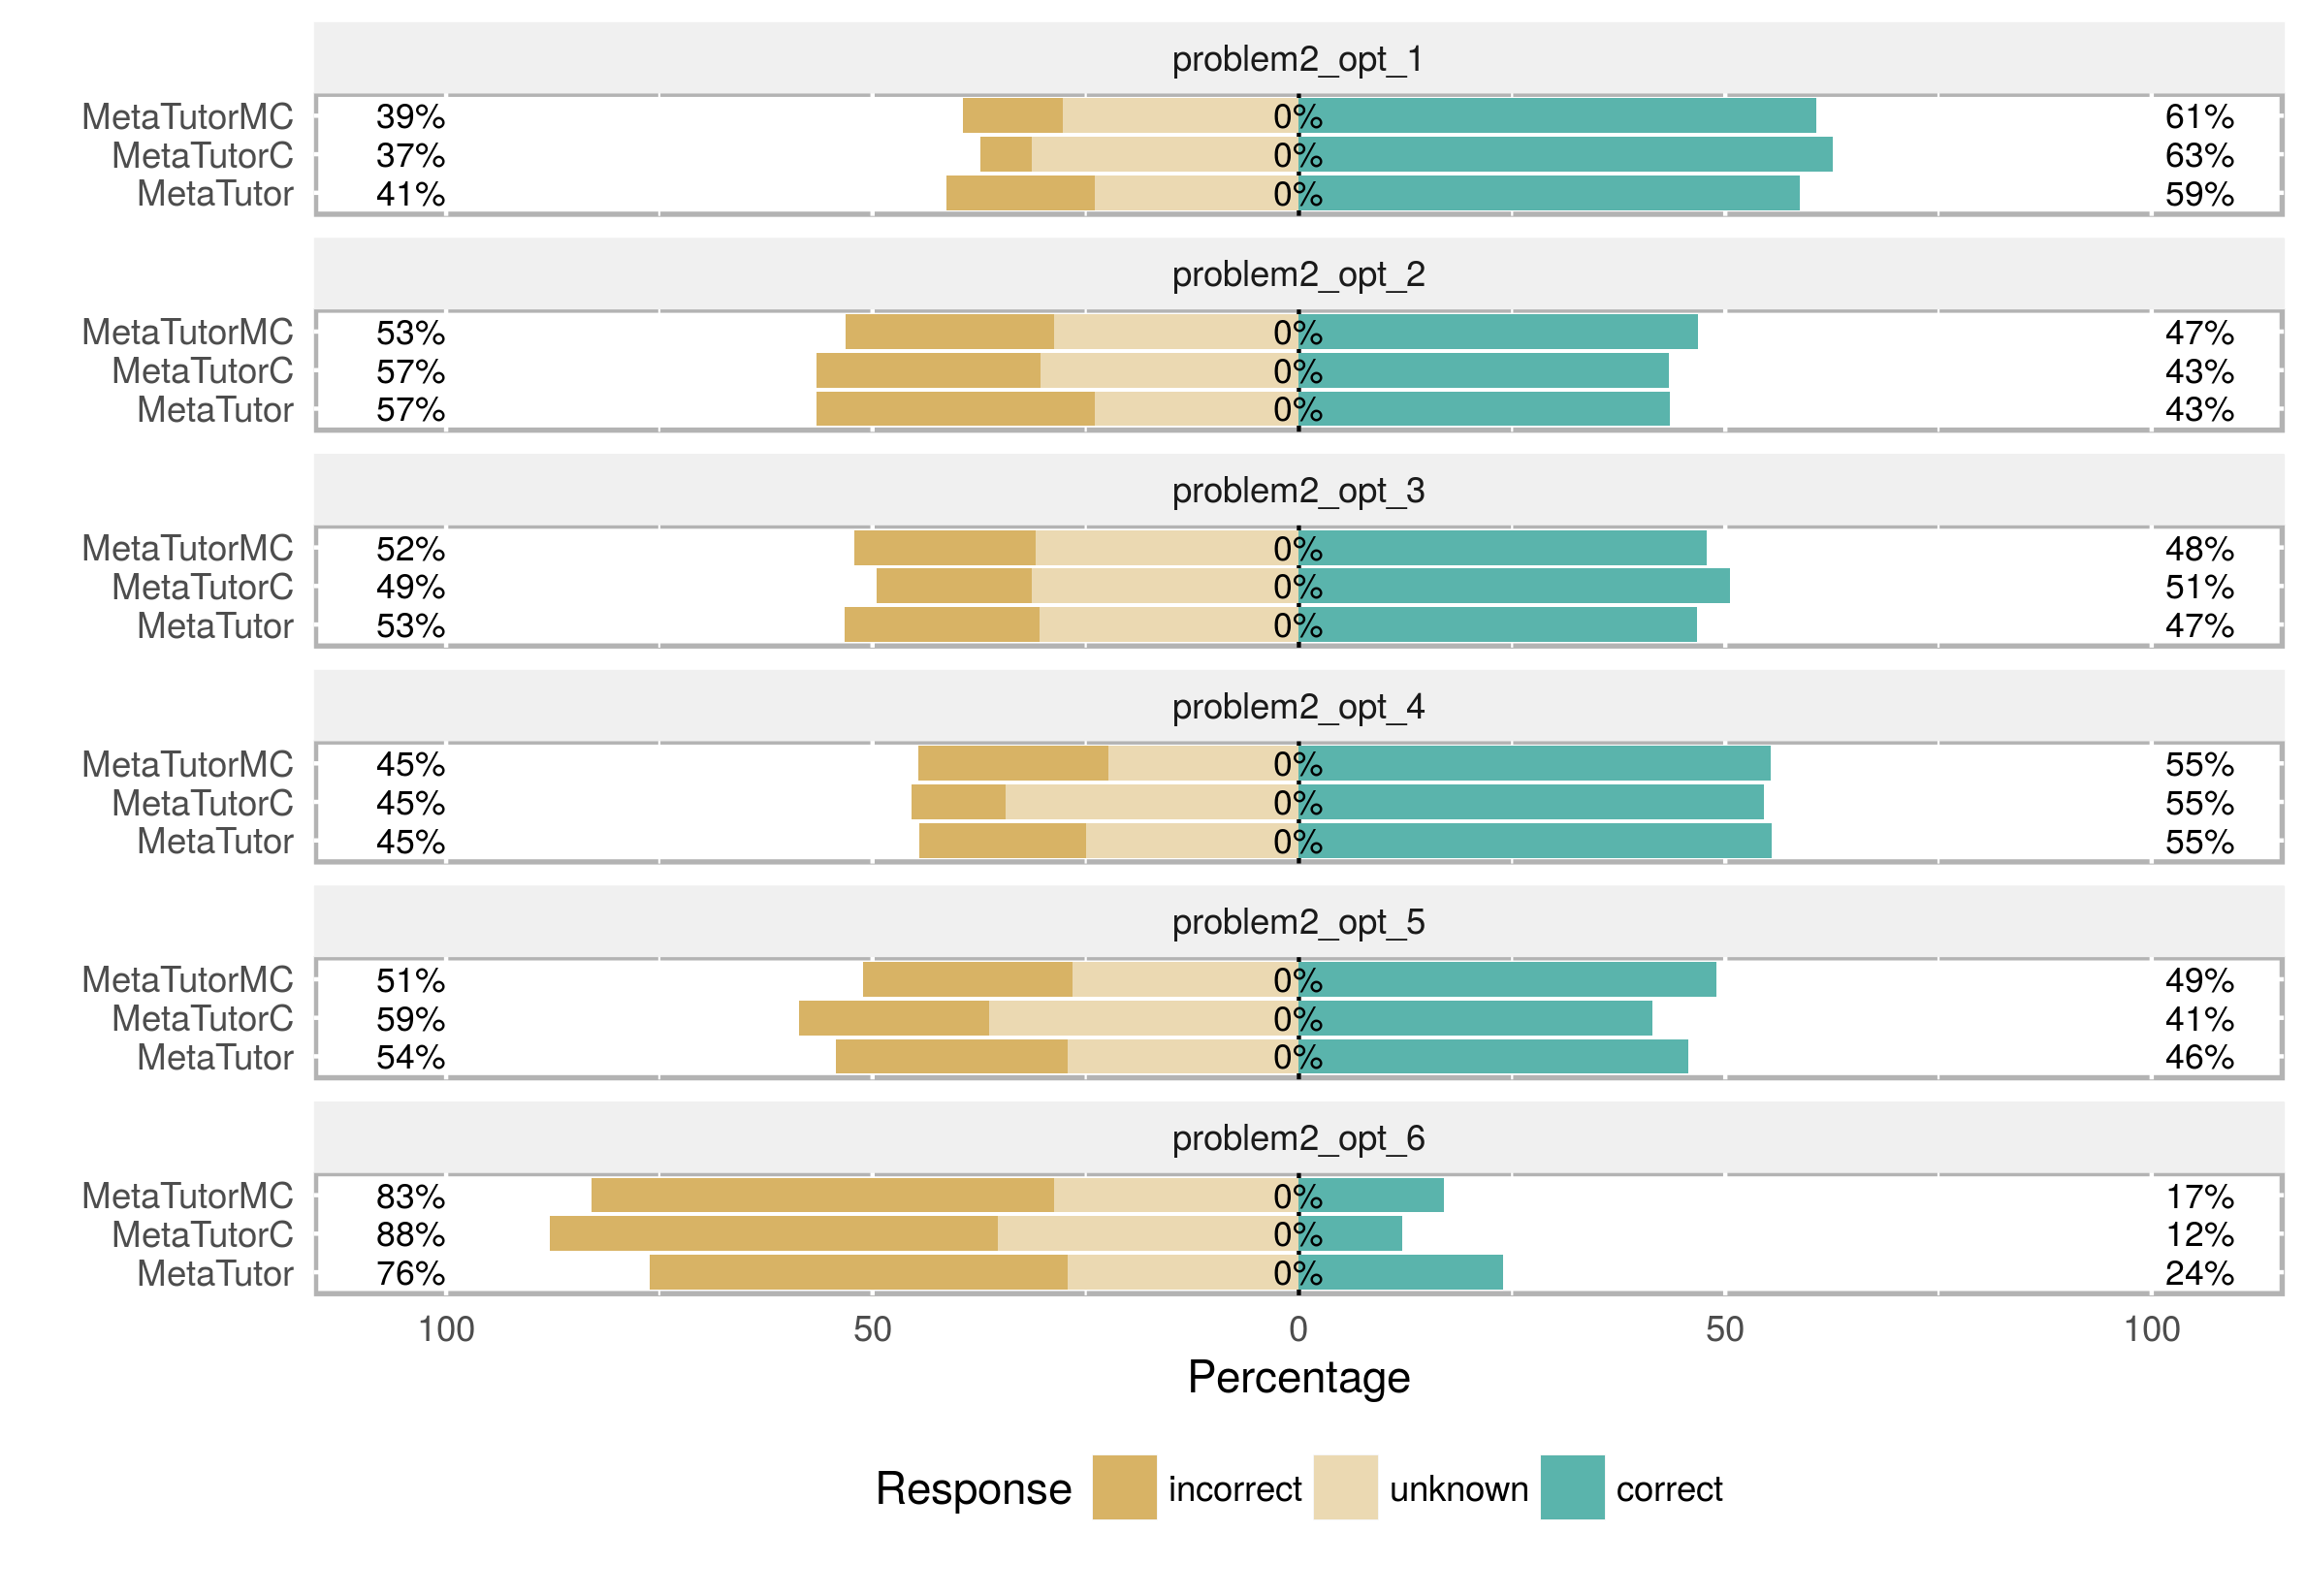 problem2_opt_1
MetaTutorMC 39% 0% 61%
MetaTutorC 37% 0% 63%
MetaTutor 41% 0% 59%
problem2_opt_2
MetaTutorMC 53% 0% 47%
MetaTutorC 57% 0% 43%
MetaTutor 57% 0% 43%
problem2_opt_3
MetaTutorMC 52% 0% 48%
MetaTutorC 49% 0% 51%
MetaTutor 53% 0% 47%
problem2_opt_4
MetaTutorMC 45% 0% 55%
MetaTutorC 45% 0% 55%
MetaTutor 45% 0% 55%
problem2_opt_5
MetaTutorMC 51% 0% 49%
MetaTutorC 59% 0% 41%
MetaTutor 54% 0% 46%
problem2_opt_6
MetaTutorMC 83% 0% 17%
MetaTutorC 88% 0% 12%
MetaTutor 76% 0% 24%
100 50 0 50 100
Percentage
Response incorrect unknown correct